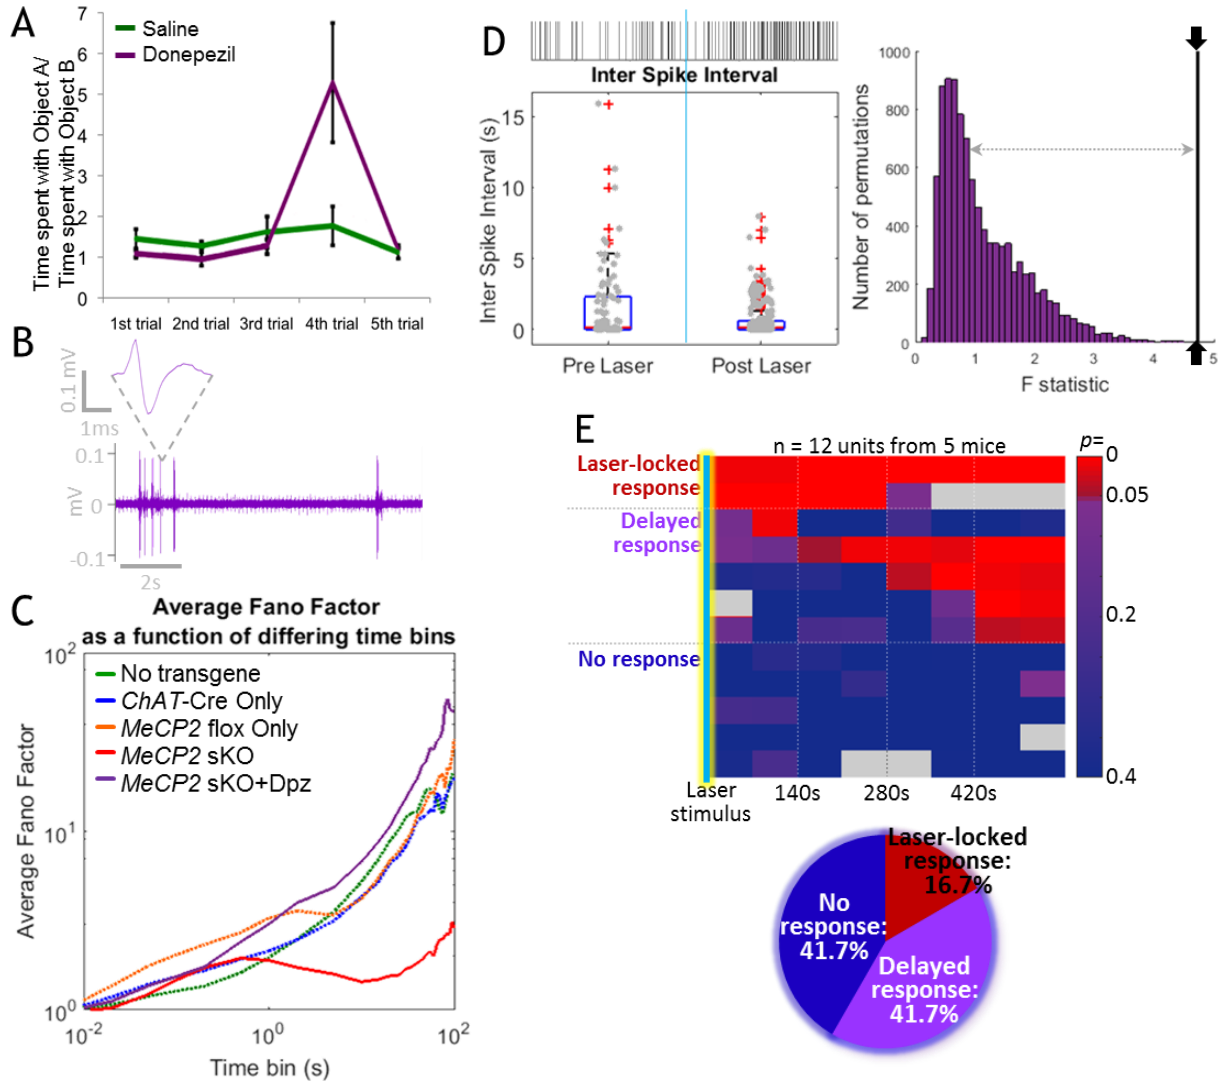 A
Time spent with Object A/
Time spent with Object B
7
6
5
4
3
2
1
0
Saline
Donepezil
1st trial 2nd trial 3rd trial 4th trial 5th trial
B
0.1 mV
1ms
mV
0.1
0
-0.1
2s
C
Average Fano Factor
as a function of differing time bins
Average Fano Factor
10²
10¹
10⁰
No transgene
ChAT-Cre Only
MeCP2 flox Only
MeCP2 sKO
MeCP2 sKO+Dpz
10⁻² 10⁰ 10²
Time bin (s)
D
Inter Spike Interval
Inter Spike Interval (s)
15
10
5
0
Pre Laser Post Laser
Number of permutations
1000
800
600
400
200
0
0 1 2 3 4 5
F statistic
E
n = 12 units from 5 mice
p=
Laser-locked
response
Delayed
response
No response
0
0.05
0.2
0.4
Laser
stimulus
140s 280s 420s
Laser-locked
response:
16.7%
No
response:
41.7%
Delayed
response:
41.7%